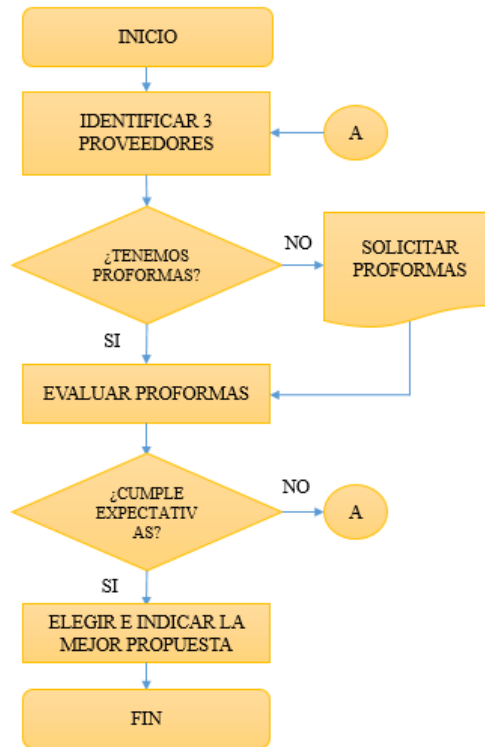 INICIO
IDENTIFICAR 3
PROVEEDORES
A
¿TENEMOS
PROFORMAS?
NO
SOLICITAR
PROFORMAS
SI
EVALUAR PROFORMAS
¿CUMPLE
EXPECTATIV
AS?
NO
A
SI
ELEGIR E INDICAR LA
MEJOR PROPUESTA
FIN